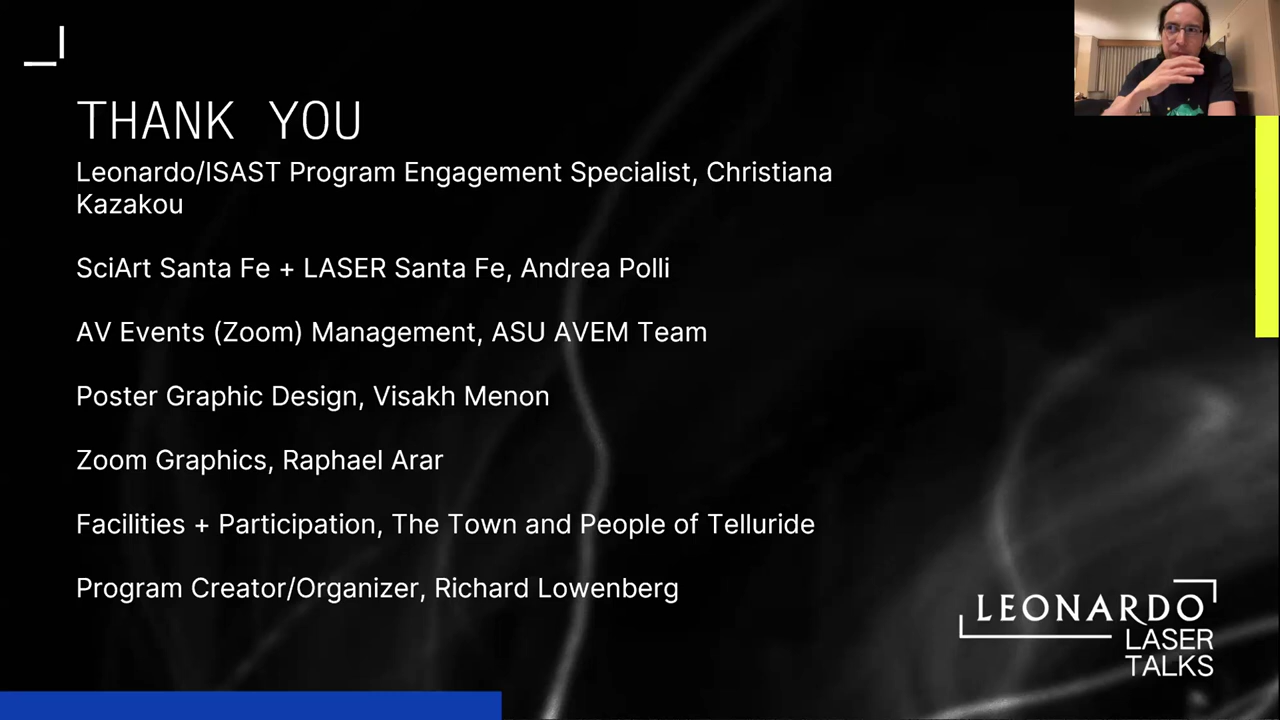 THANK YOU
Leonardo/ISAST Program Engagement Specialist, Christiana
Kazakou
SciArt Santa Fe + LASER Santa Fe, Andrea Polli
AV Events (Zoom) Management, ASU AVEM Team
Poster Graphic Design, Visakh Menon
Zoom Graphics, Raphael Arar
Facilities + Participation, The Town and People of Telluride
Program Creator/Organizer, Richard Lowenberg
LEONARDO
LASER
TALKS